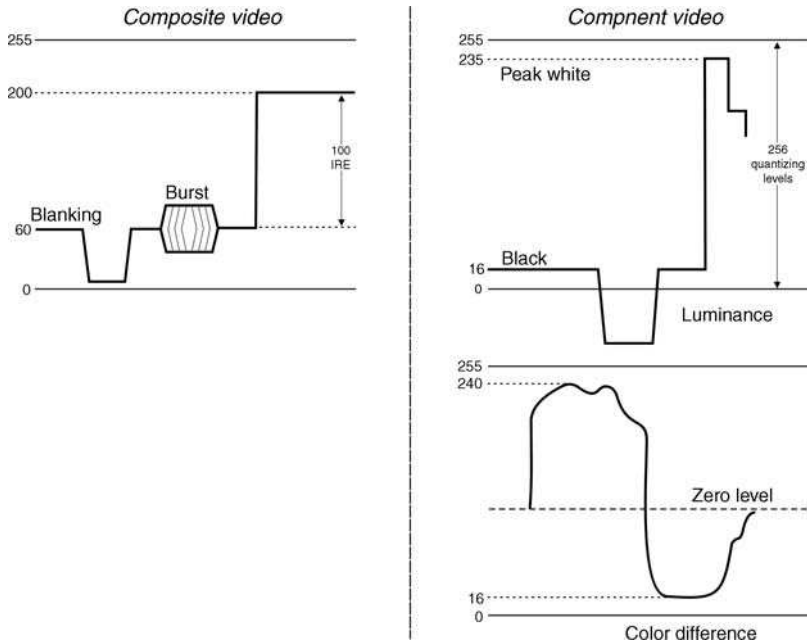 Composite video
255
200
100
IRE
Burst
Blanking
60
0
Compnent video
255
235
Peak white
256
quantizing
levels
Black
16
0
Luminance
255
240
Zero level
16
0
Color difference